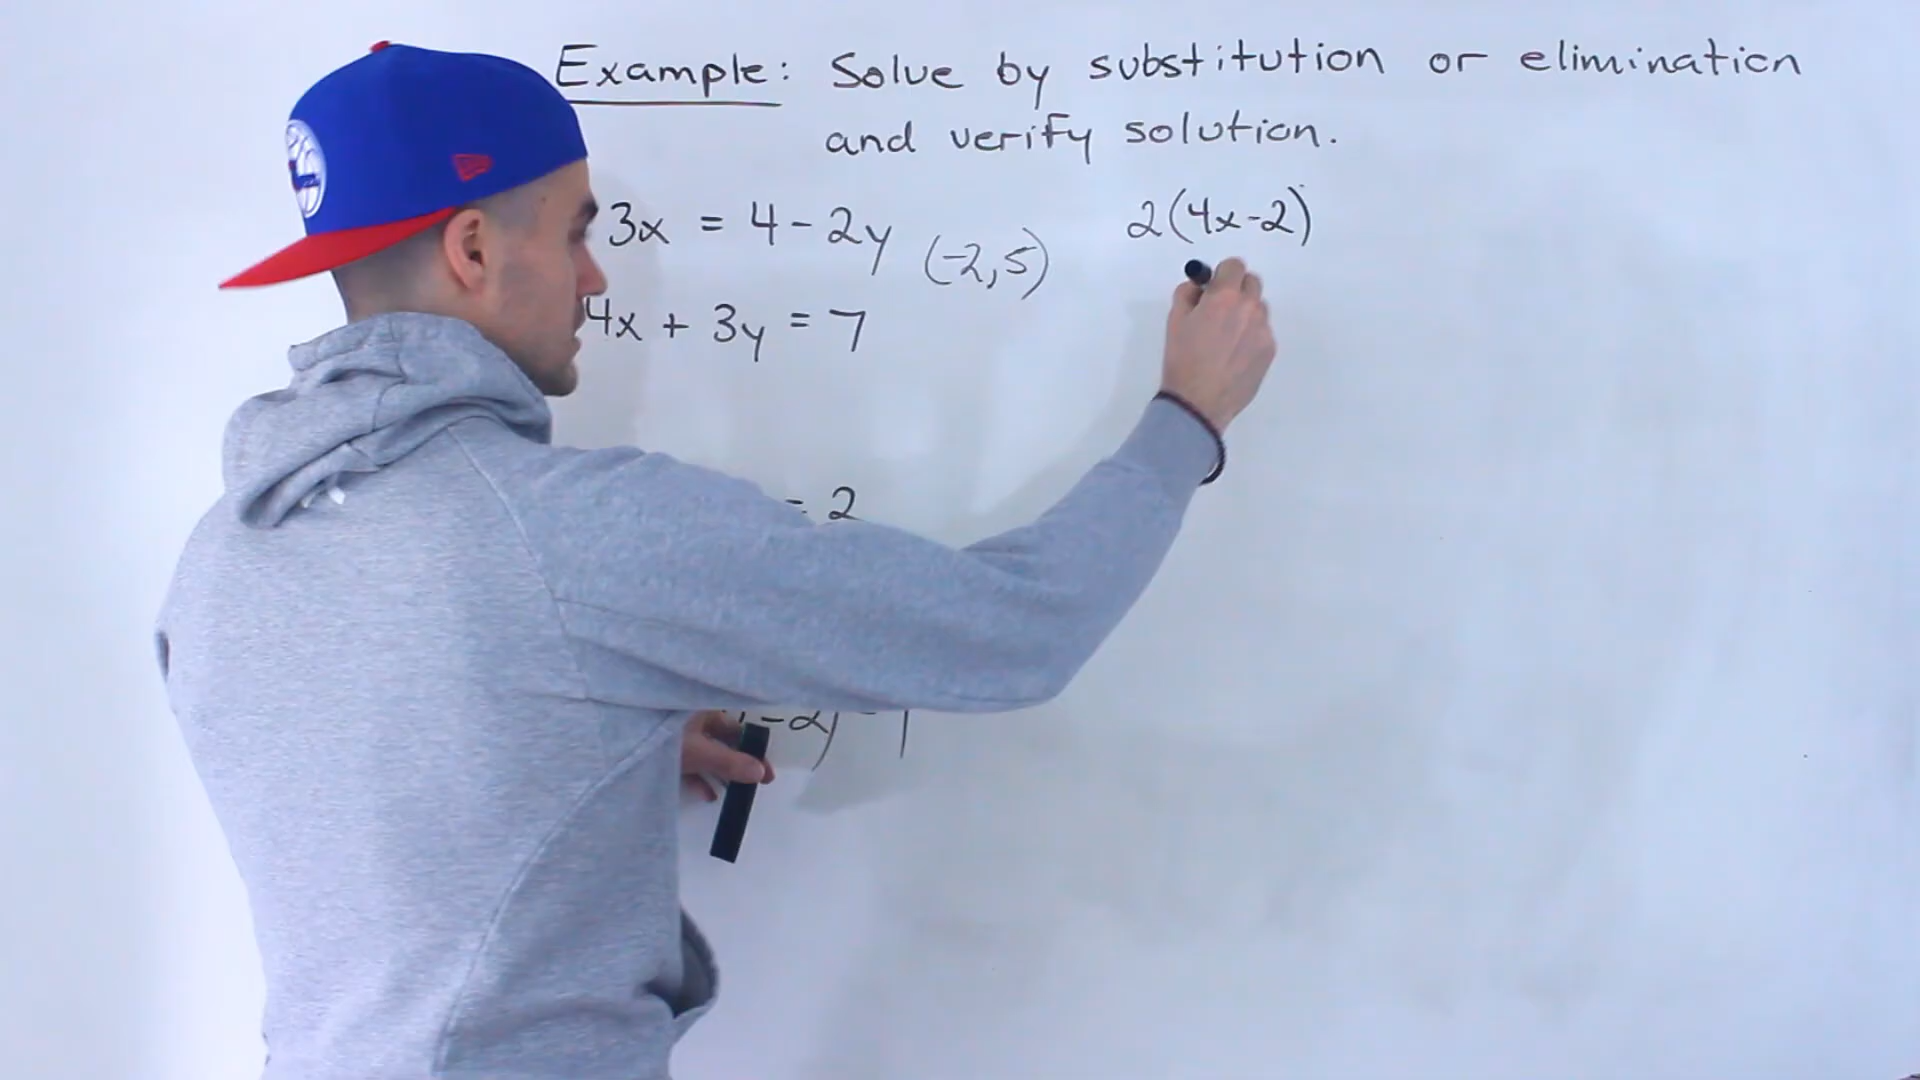 Example: Solve by substitution or elimination
and verify solution.
3x = 4 - 2y
(-2, 5)
4x + 3y = 7
= 2
-2)
2(4x-2)